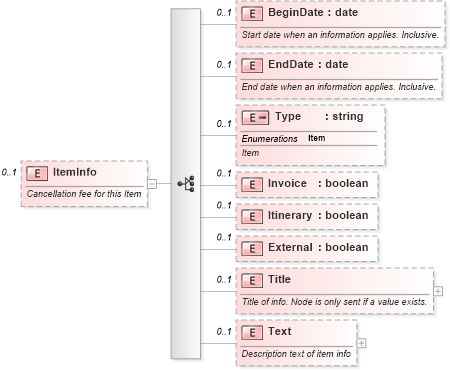 0..1
E BeginDate : date
Start date when an information applies. Inclusive.
0..1
E EndDate : date
End date when an information applies. Inclusive.
0..1
E Type : string
Enumerations Item
Item
0..1
E ItemInfo
Cancellation fee for this Item
0..1
E Invoice : boolean
0..1
E Itinerary : boolean
0..1
E External : boolean
0..1
E Title
Title of info. Node is only sent if a value exists.
0..1
E Text
Description text of item info